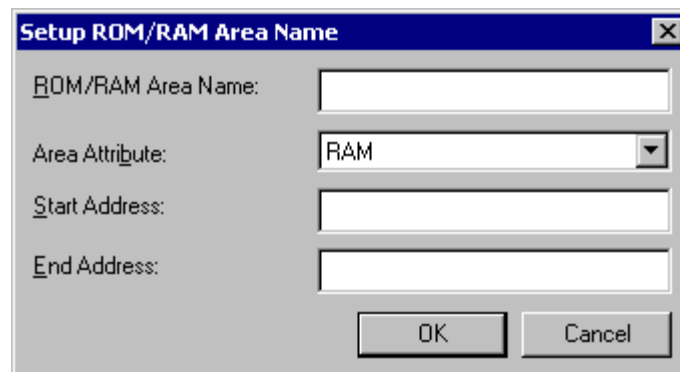 Setup ROM/RAM Area Name
ROM/RAM Area Name:
Area Attribute: RAM
Start Address:
End Address:
OK Cancel